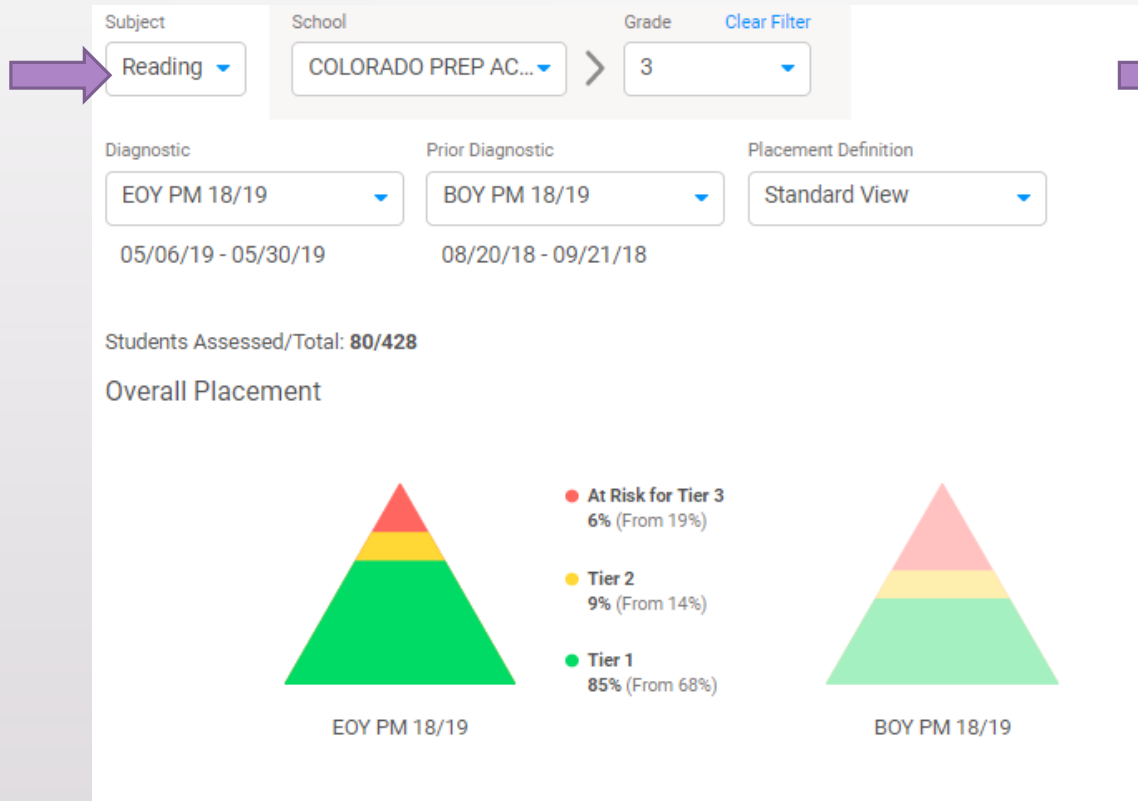 Subject School Grade Clear Filter
Reading COLORADO PREP AC... 3
Diagnostic Prior Diagnostic Placement Definition
EOY PM 18/19 BOY PM 18/19 Standard View
05/06/19 - 05/30/19 08/20/18 - 09/21/18
Students Assessed/Total: 80/428
Overall Placement
At Risk for Tier 3
6% (From 19%)
Tier 2
9% (From 14%)
Tier 1
85% (From 68%)
EOY PM 18/19 BOY PM 18/19